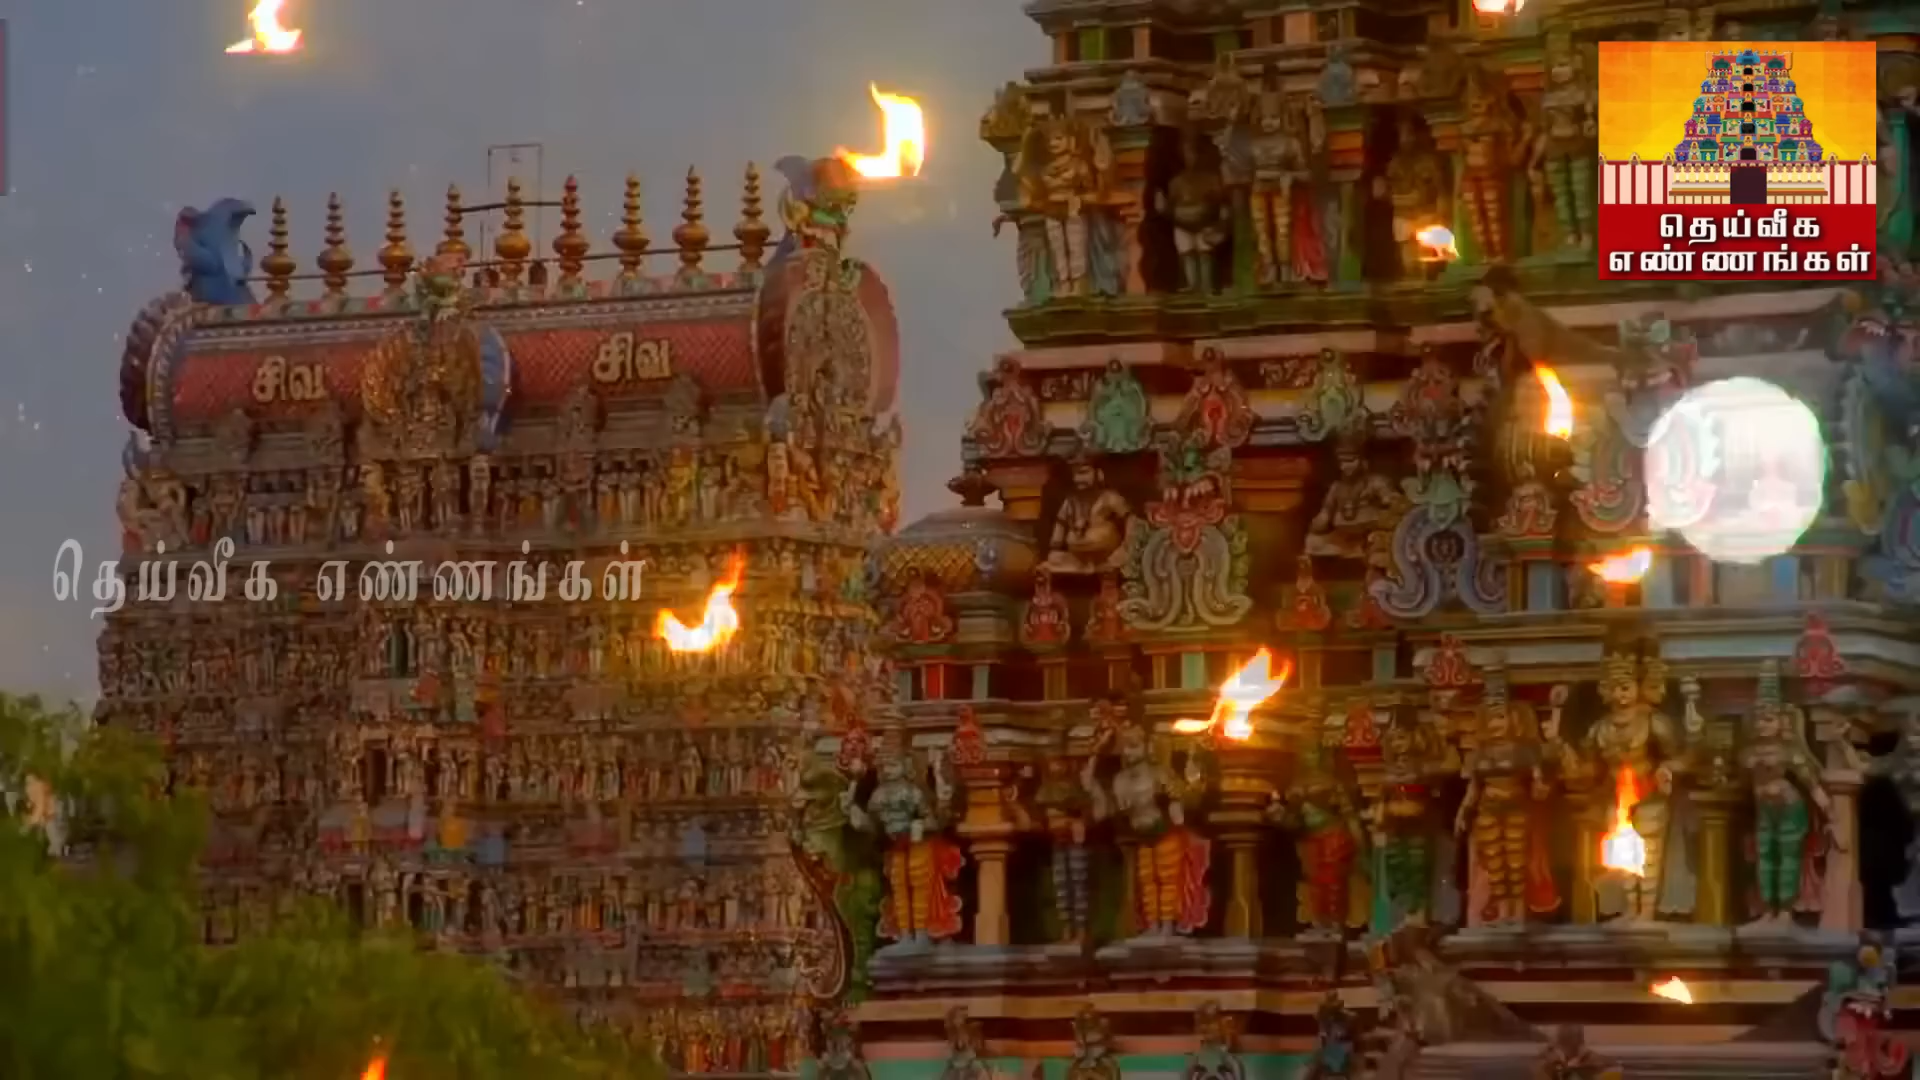 தெய்வீக
எண்ணங்கள்
சிவ
சிவ
தெய்வீக எண்ணங்கள்